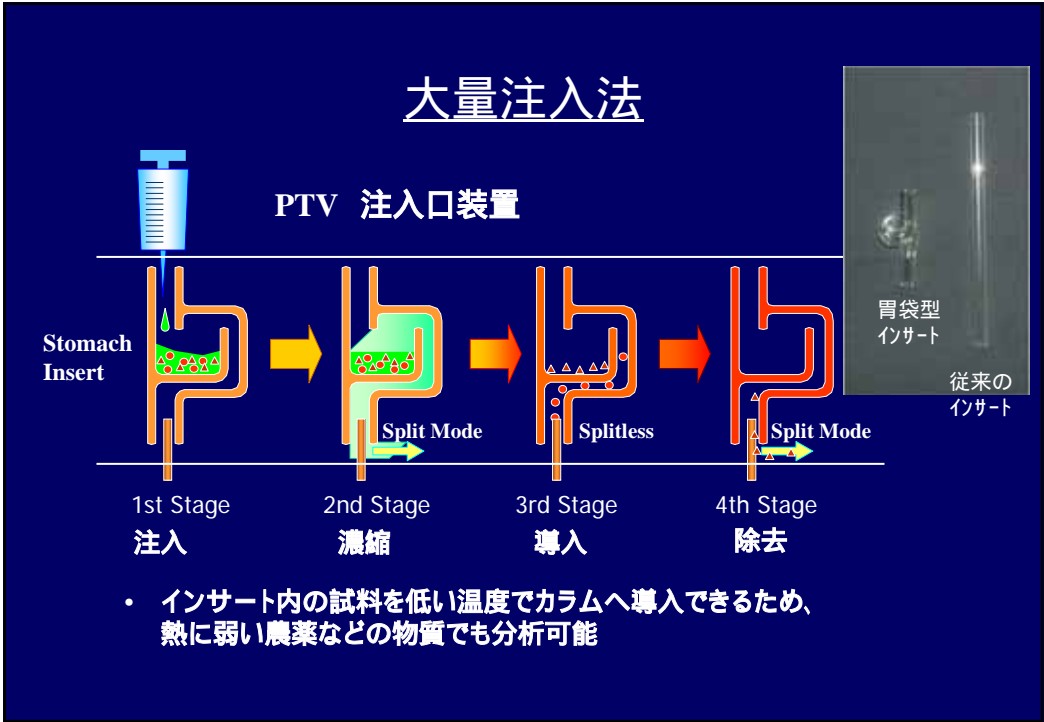 大量注入法
PTV 注入口装置
胃袋型
インサート
従来の
インサート
Stomach
Insert
Split Mode
Splitless
Split Mode
1st Stage
2nd Stage
3rd Stage
4th Stage
注入
濃縮
導入
除去
• インサート内の試料を低い温度でカラムへ導入できるため、
熱に弱い農薬などの物質でも分析可能